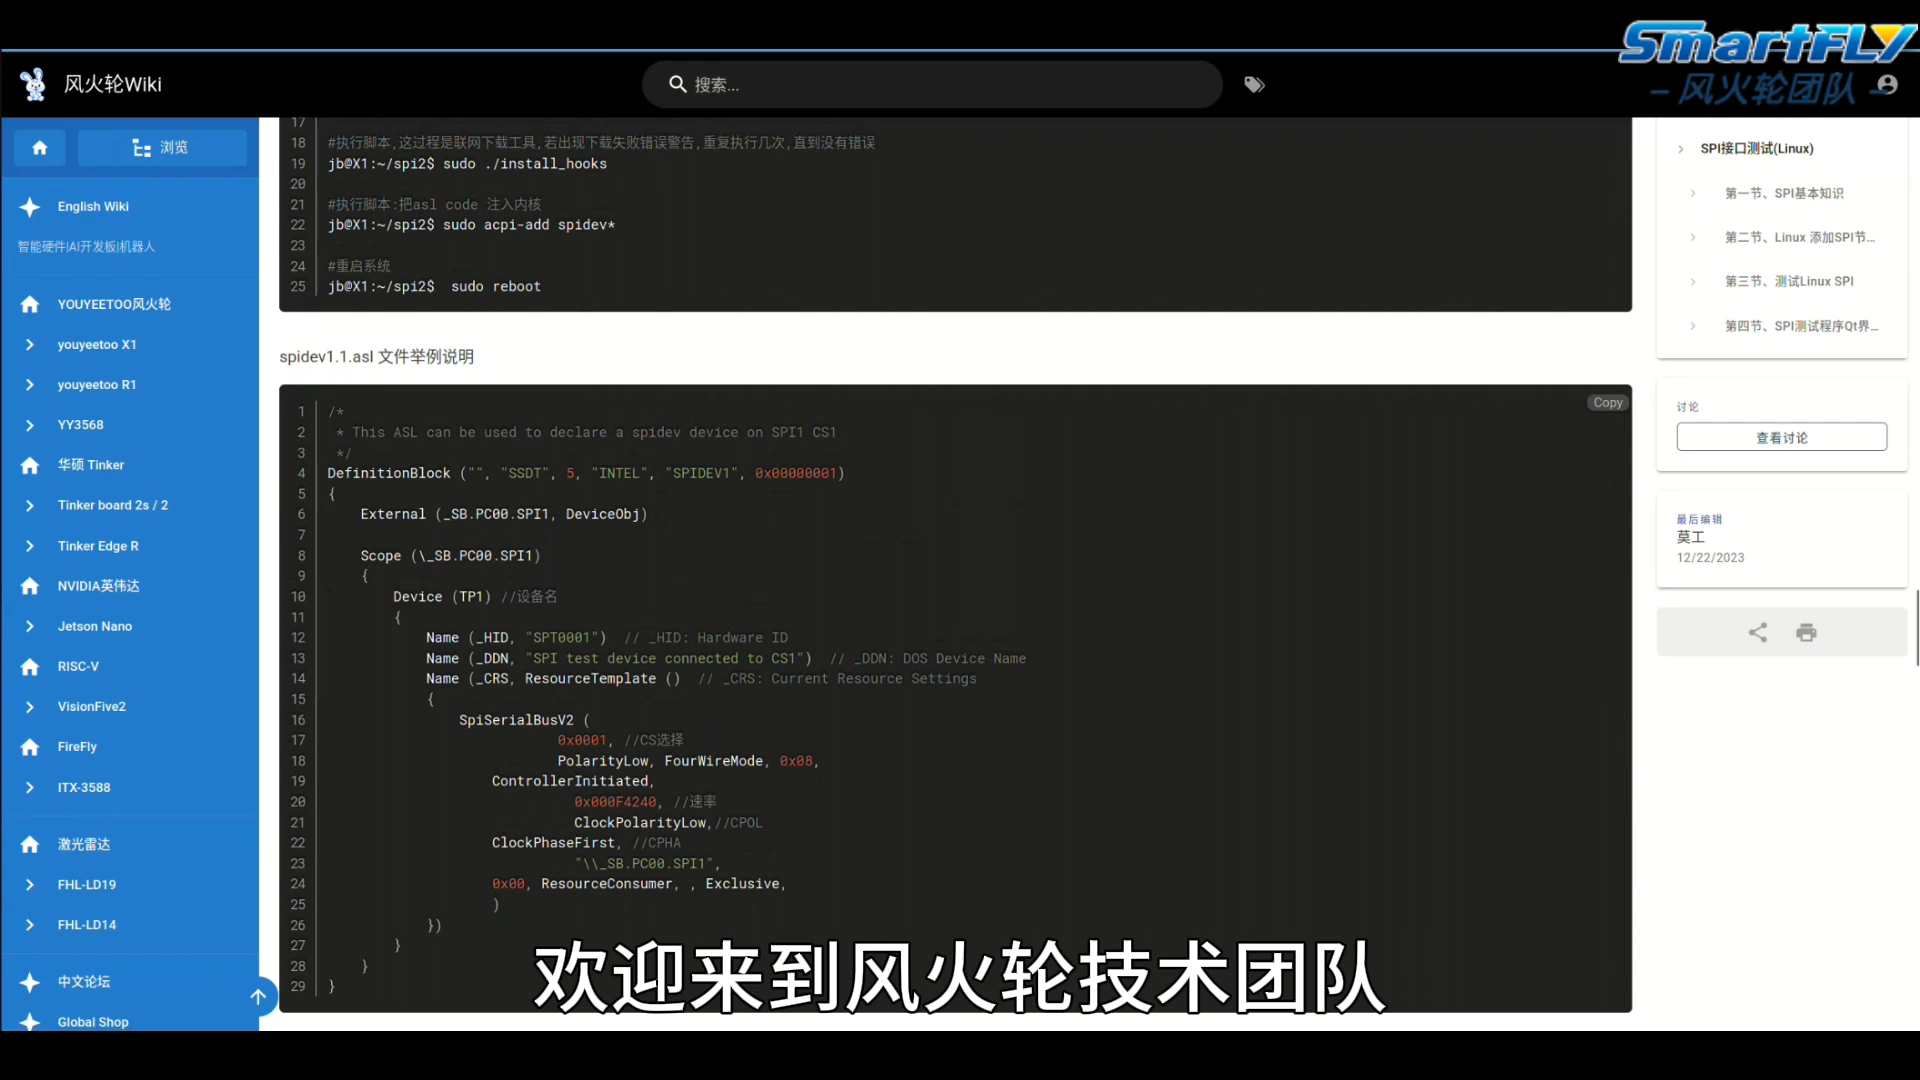 SmartFLY
– 风火轮团队 –
风火轮Wiki
搜索...
浏览
English Wiki
智能硬件|AI开发板|机器人
YOUYEETOO风火轮
youyeetoo X1
youyeetoo R1
YY3568
华硕 Tinker
Tinker board 2s / 2
Tinker Edge R
NVIDIA英伟达
Jetson Nano
RISC-V
VisionFive2
FireFly
ITX-3588
激光雷达
FHL-LD19
FHL-LD14
中文论坛
Global Shop
17
18 #执行脚本,这过程是联网下载工具,若出现下载失败错误警告,重复执行几次,直到没有错误
19 jb@X1:~/spi2$ sudo ./install_hooks
20
21 #执行脚本:把asl code 注入内核
22 jb@X1:~/spi2$ sudo acpi-add spidev*
23
24 #重启系统
25 jb@X1:~/spi2$  sudo reboot
spidev1.1.asl 文件举例说明
Copy
1 /*
2  * This ASL can be used to declare a spidev device on SPI1 CS1
3  */
4 DefinitionBlock ("", "SSDT", 5, "INTEL", "SPIDEV1", 0x00000001)
5 {
6     External (_SB.PC00.SPI1, DeviceObj)
7
8     Scope (\_SB.PC00.SPI1)
9     {
10         Device (TP1) //设备名
11         {
12             Name (_HID, "SPT0001")  // _HID: Hardware ID
13             Name (_DDN, "SPI test device connected to CS1")  // _DDN: DOS Device Name
14             Name (_CRS, ResourceTemplate ()  // _CRS: Current Resource Settings
15             {
16                 SpiSerialBusV2 (
17                             0x0001, //CS选择
18                             PolarityLow, FourWireMode, 0x08,
19                     ControllerInitiated,
20                               0x000F4240, //速率
21                               ClockPolarityLow,//CPOL
22                     ClockPhaseFirst, //CPHA
23                               "\\_SB.PC00.SPI1",
24                     0x00, ResourceConsumer, , Exclusive,
25                     )
26             })
27         }
28     }
29 }
SPI接口测试(Linux)
第一节、SPI基本知识
第二节、Linux 添加SPI节...
第三节、测试Linux SPI
第四节、SPI测试程序Qt界...
讨论
查看讨论
最后编辑
莫工
12/22/2023
欢迎来到风火轮技术团队